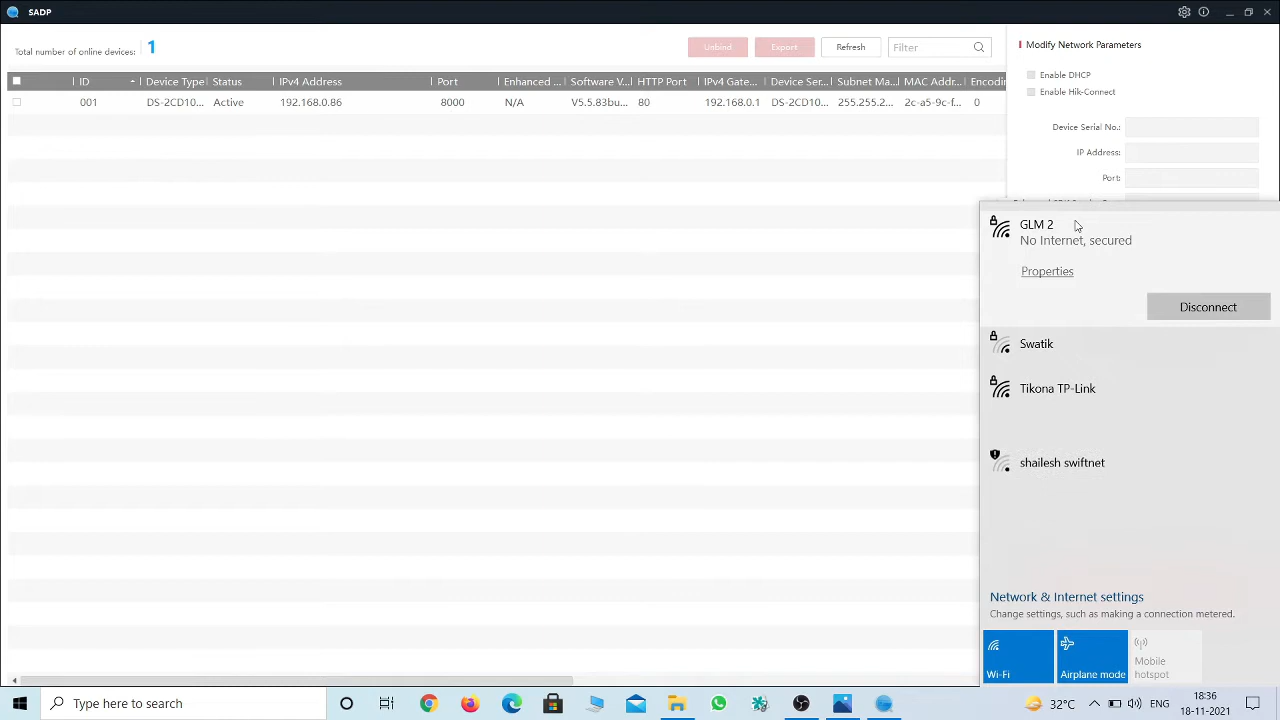 SADP
Total number of online devices: 1
Unbind Export Refresh Filter
Modify Network Parameters
ID Device Type Status IPv4 Address Port Enhanced ... Software V... HTTP Port IPv4 Gate... Device Ser... Subnet Ma... MAC Addr... Encodin
001 DS-2CD10... Active 192.168.0.86 8000 N/A V5.5.83bu... 80 192.168.0.1 DS-2CD10... 255.255.2... 2c-a5-9c-f... 0
Enable DHCP
Enable Hik-Connect
Device Serial No.:
IP Address:
Port:
GLM 2
No Internet, secured
Properties
Disconnect
Swatik
Tikona TP-Link
shailesh swiftnet
Network & Internet settings
Change settings, such as making a connection metered.
Wi-Fi
Airplane mode
Mobile
hotspot
Type here to search
32°C ENG
18:36
18-11-2021